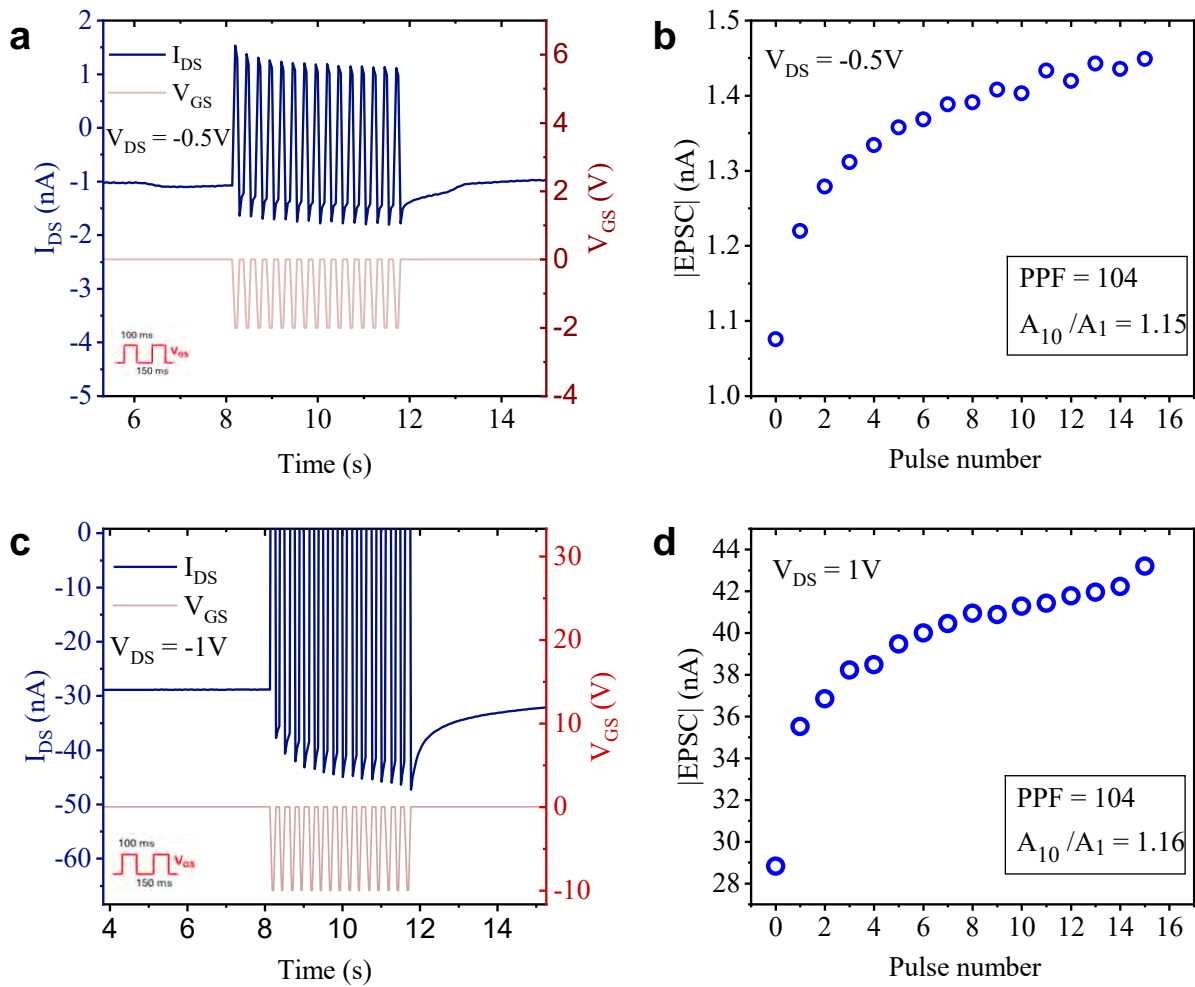 a
2
1
0
-1
-2
-3
-4
-5
I_DS (nA)
I_DS
V_GS
V_DS = -0.5V
100 ms
V_GS
150 ms
6
4
2
0
-2
-4
V_GS (V)
6 8 10 12 14
Time (s)
b
1.5
1.4
1.3
1.2
1.1
1.0
|EPSC| (nA)
V_DS = -0.5V
PPF = 104
A_10 /A_1 = 1.15
0 2 4 6 8 10 12 14 16
Pulse number
c
0
-10
-20
-30
-40
-50
-60
I_DS (nA)
I_DS
V_GS
V_DS = -1V
100 ms
V_GS
150 ms
30
20
10
0
-10
V_GS (V)
4 6 8 10 12 14
Time (s)
d
44
42
40
38
36
34
32
30
28
|EPSC| (nA)
V_DS = 1V
PPF = 104
A_10 /A_1 = 1.16
0 2 4 6 8 10 12 14 16
Pulse number